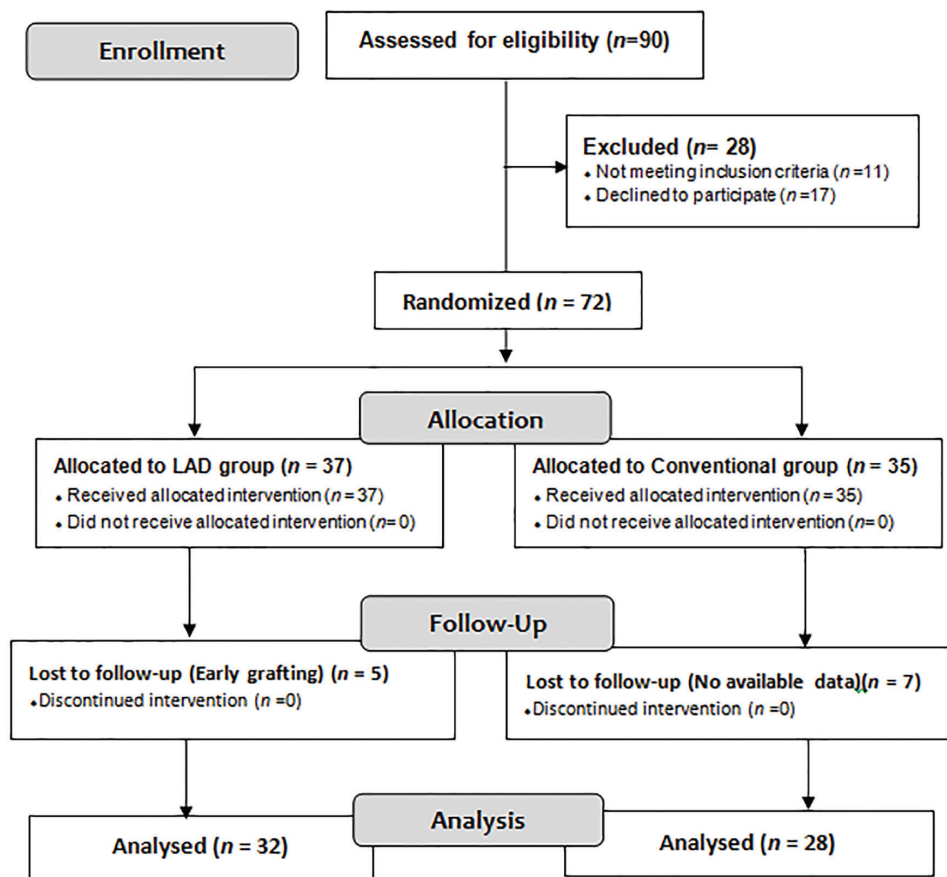 Enrollment
Assessed for eligibility (n=90)
Excluded (n= 28)
⬥ Not meeting inclusion criteria (n=11)
⬥ Declined to participate (n=17)
Randomized (n = 72)
Allocation
Allocated to LAD group (n = 37)
⬥ Received allocated intervention (n = 37)
⬥ Did not receive allocated intervention (n= 0)
Allocated to Conventional group (n = 35)
⬥ Received allocated intervention (n = 35)
⬥ Did not receive allocated intervention (n= 0)
Follow-Up
Lost to follow-up (Early grafting) (n = 5)
⬥Discontinued intervention (n =0)
Lost to follow-up (No available data)(n = 7)
⬥Discontinued intervention (n =0)
Analysis
Analysed (n = 32)
Analysed (n = 28)